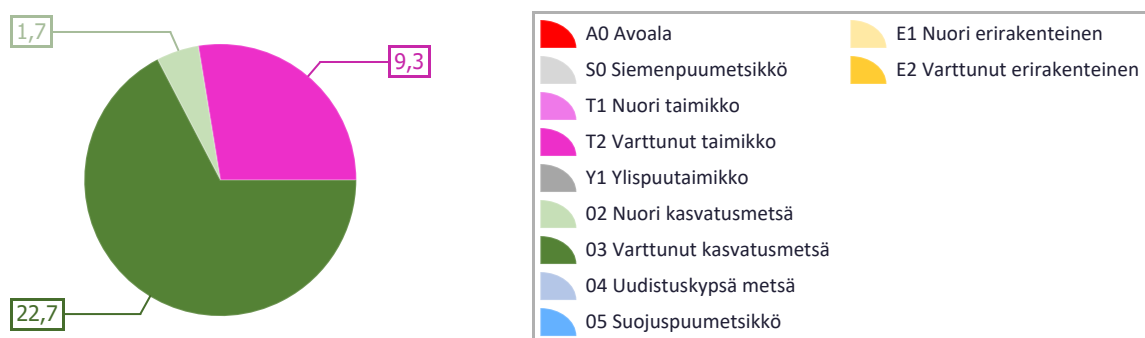 1,7
9,3
22,7
A0 Avoala
S0 Siemenpuumetsikkö
T1 Nuori taimikko
T2 Varttunut taimikko
Y1 Ylispuutaimikko
02 Nuori kasvatusmetsä
03 Varttunut kasvatusmetsä
04 Uudistuskypsä metsä
05 Suojuspuumetsikkö
E1 Nuori erirakenteinen
E2 Varttunut erirakenteinen